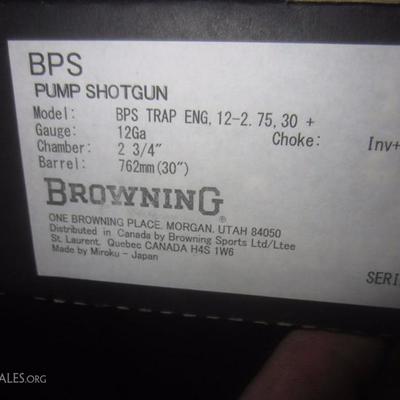 BPS
PUMP SHOTGUN
Model: BPS TRAP ENG, 12-2.75, 30 +
Gauge: 12Ga Choke: Inv+
Chamber: 2 3/4"
Barrel: 762mm(30")
BROWNING®
ONE BROWNING PLACE. MORGAN. UTAH 84050
Distributed in Canada by Browning Sports Ltd/Ltee
St. Laurent. Quebec CANADA H4S 1W6
Made by Miroku - Japan
SERI
ALES.ORG